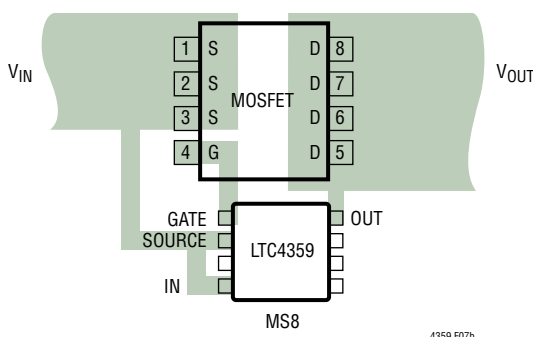 1 S D 8
V_IN 2 S D 7 V_OUT
MOSFET
3 S D 6
4 G D 5
GATE OUT
SOURCE LTC4359
IN
MS8
4359 F07b